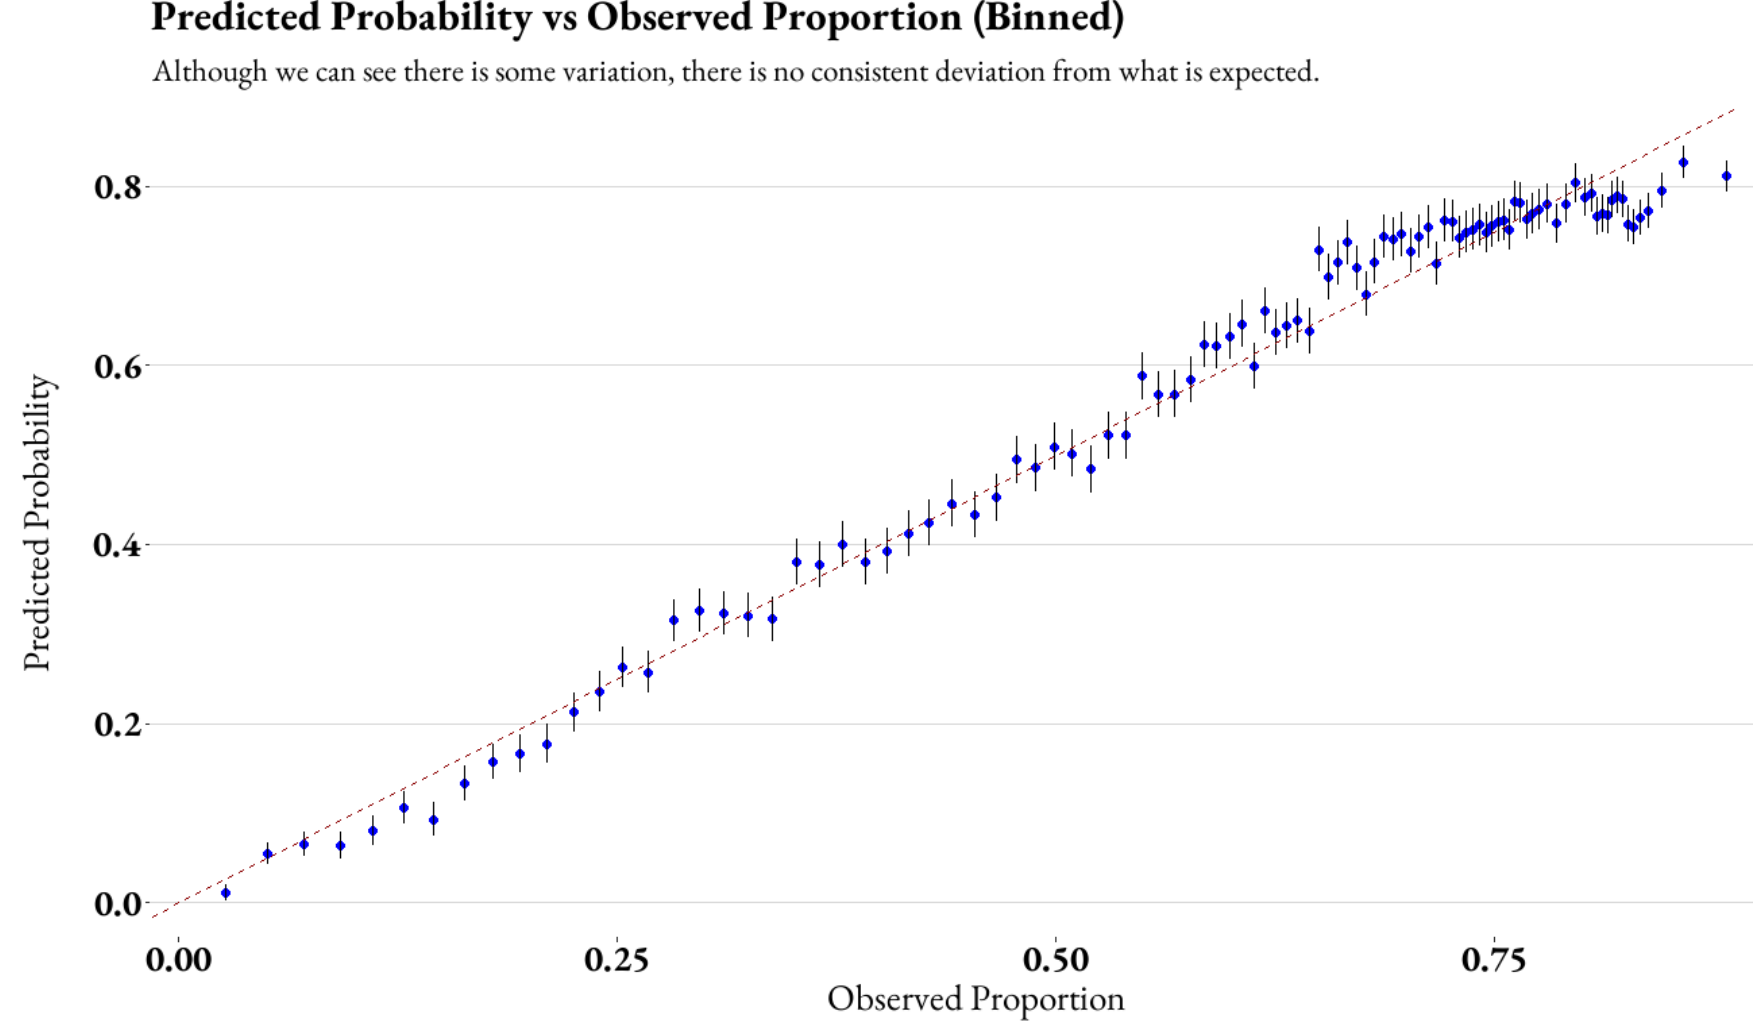 Predicted Probability vs Observed Proportion (Binned)
Although we can see there is some variation, there is no consistent deviation from what is expected.
Predicted Probability
0.8
0.6
0.4
0.2
0.0
0.00 0.25 0.50 0.75
Observed Proportion